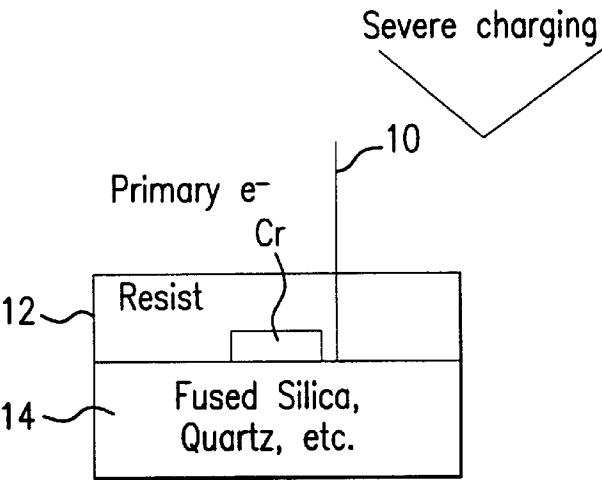 Severe charging
10
Primary e-
Cr
Resist
12
Fused Silica,
14
Quartz, etc.